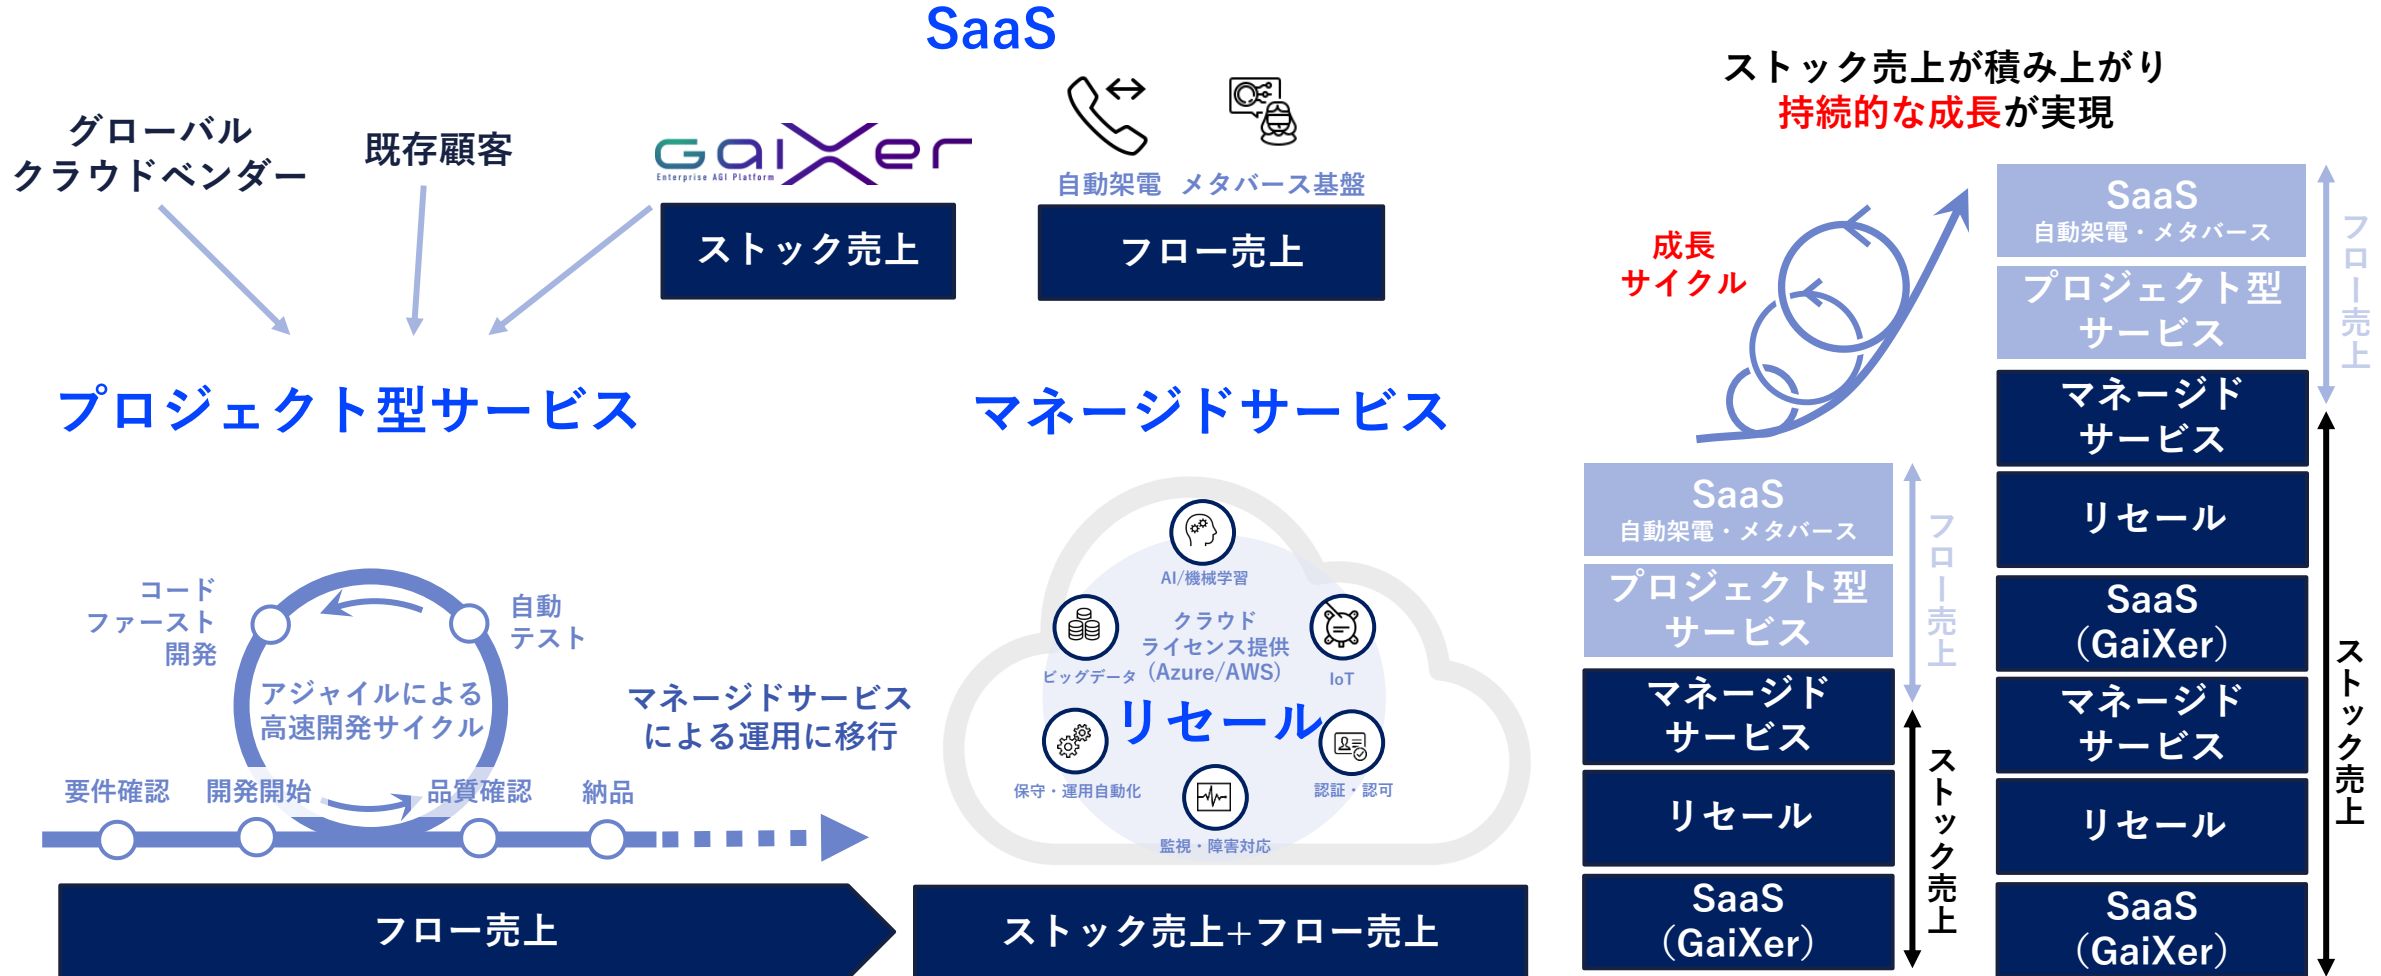 SaaS
グローバル
クラウドベンダー
既存顧客
GaiXer
Enterprise AGI Platform
自動架電
メタバース基盤
ストック売上
フロー売上
プロジェクト型サービス
コード
ファースト
開発
自動
テスト
アジャイルによる
高速開発サイクル
要件確認
開発開始
品質確認
納品
マネージドサービス
による運用に移行
フロー売上
マネージドサービス
AI/機械学習
クラウド
ライセンス提供
(Azure/AWS)
ビッグデータ
IoT
リセール
保守・運用自動化
認証・認可
監視・障害対応
ストック売上+フロー売上
ストック売上が積み上がり
持続的な成長が実現
成長
サイクル
SaaS
自動架電・メタバース
プロジェクト型
サービス
マネージド
サービス
リセール
SaaS
(GaiXer)
フロー売上
ストック売上
SaaS
自動架電・メタバース
プロジェクト型
サービス
マネージド
サービス
リセール
SaaS
(GaiXer)
マネージド
サービス
リセール
SaaS
(GaiXer)
フロー売上
ストック売上